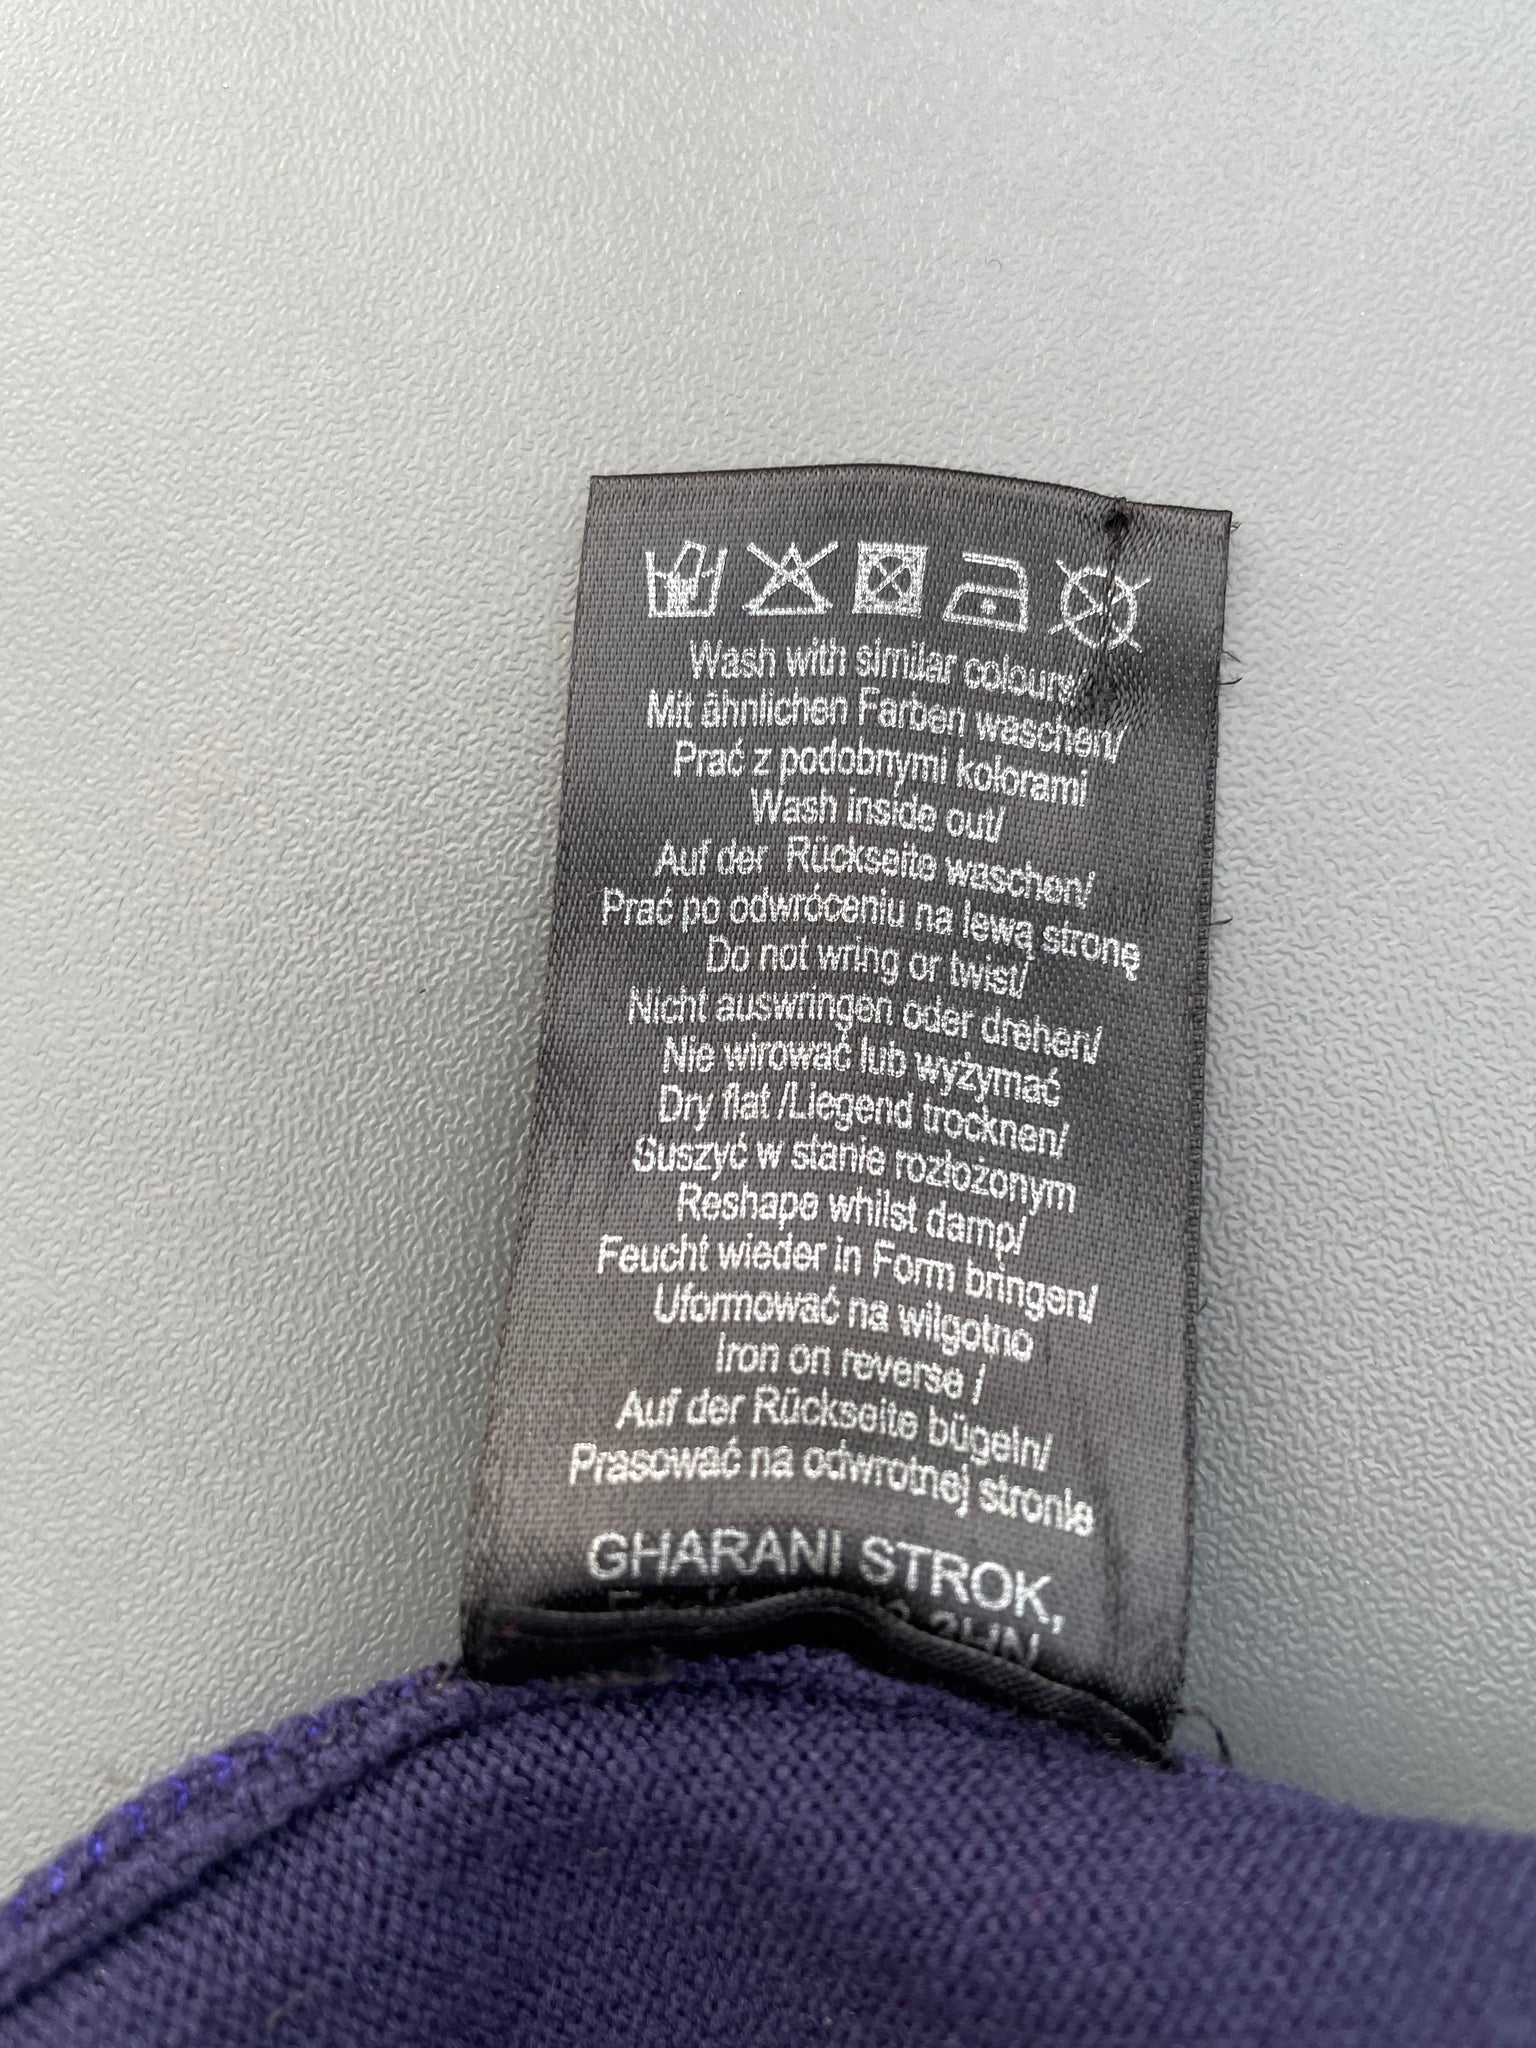 Wash with similar colours/
Mit ähnlichen Farben waschen/
Prać z podobnymi kolorami
Wash inside out/
Auf der Rückseite waschen/
Prać po odwróceniu na lewą stronę
Do not wring or twist/
Nicht auswringen oder drehen/
Nie wirować lub wyżymać
Dry flat /Liegend trocknen/
Suszyć w stanie rozłożonym
Reshape whilst damp/
Feucht wieder in Form bringen/
Uformować na wilgotno
Iron on reverse /
Auf der Rückseite bügeln/
Prasować na odwrotnej stronie
GHARANI STROK,
2HN